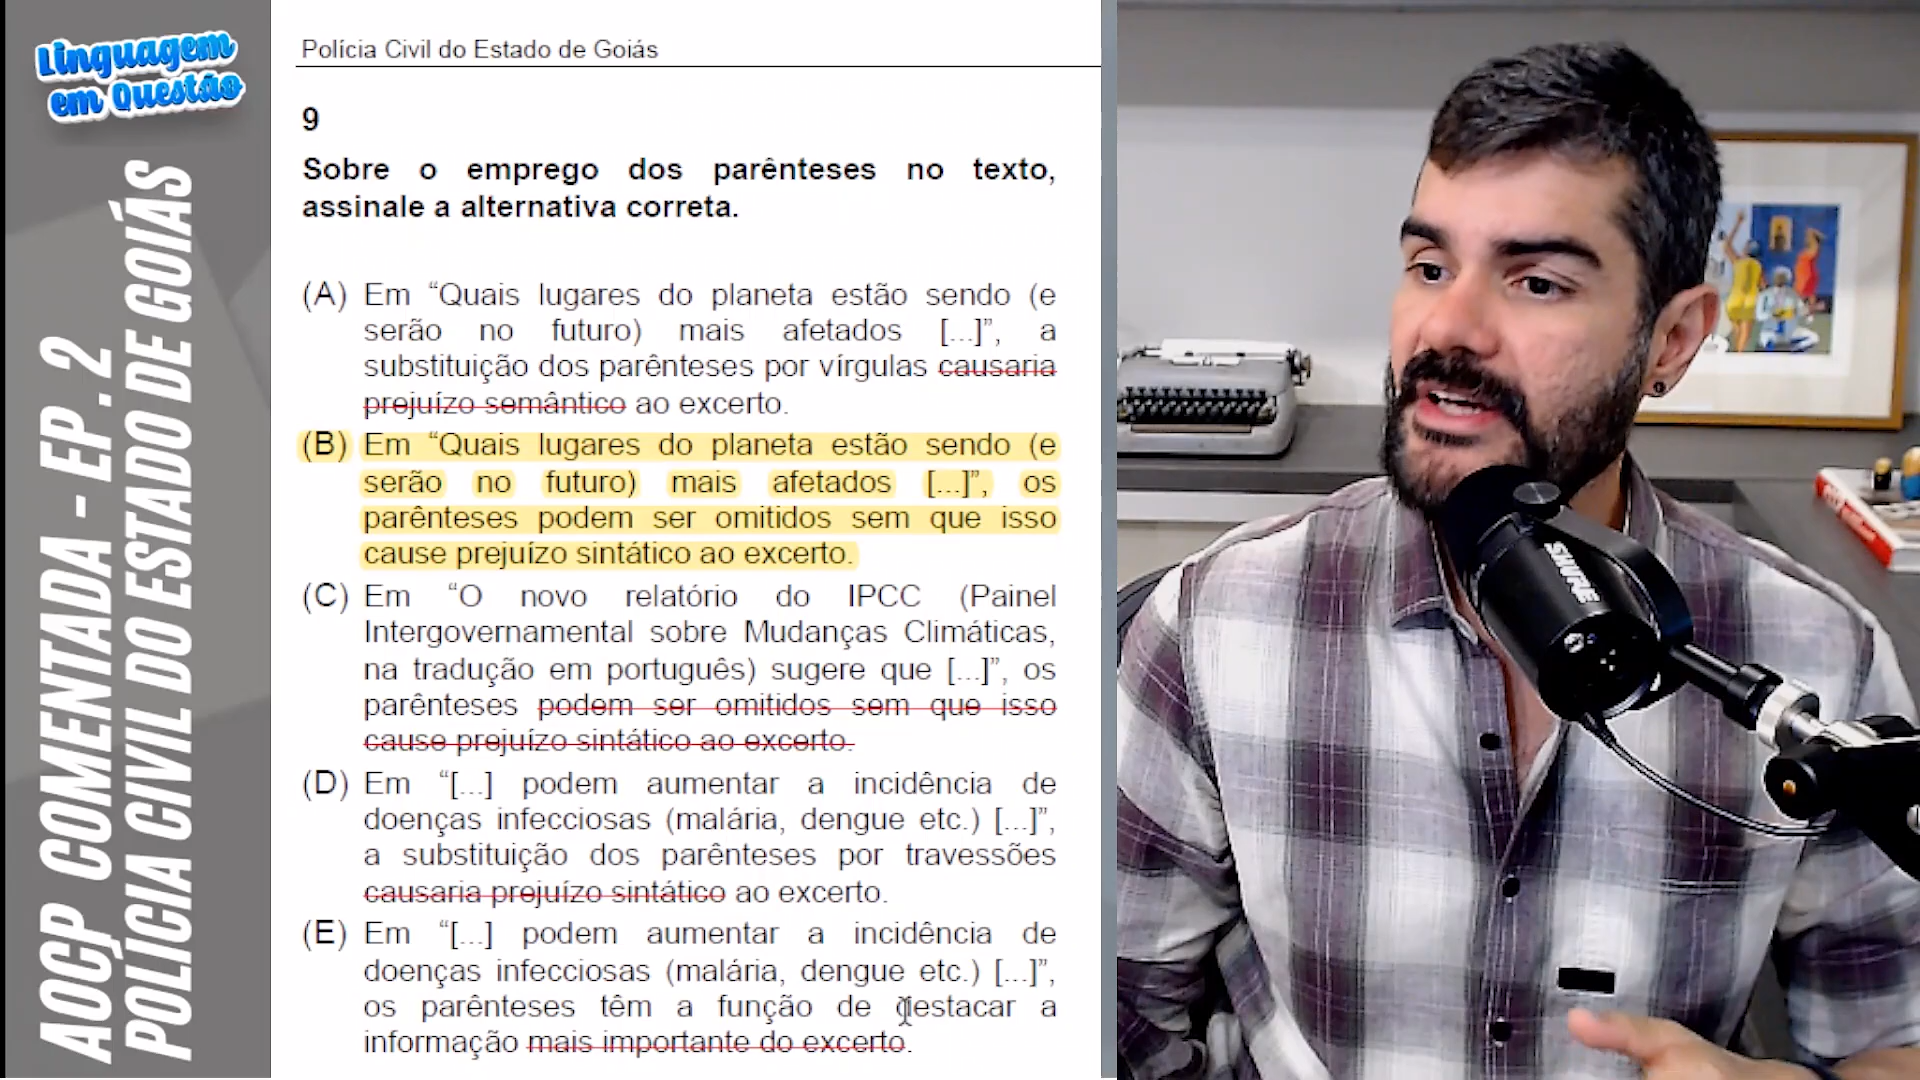 Linguagem
em Questão
AOCP COMENTADA - EP. 2
POLÍCIA CIVIL DO ESTADO DE GOIÁS
Polícia Civil do Estado de Goiás
9
Sobre o emprego dos parênteses no texto,
assinale a alternativa correta.
(A) Em “Quais lugares do planeta estão sendo (e
serão no futuro) mais afetados [...]”, a
substituição dos parênteses por vírgulas causaria
prejuízo semântico ao excerto.
(B) Em “Quais lugares do planeta estão sendo (e
serão no futuro) mais afetados [...]”, os
parênteses podem ser omitidos sem que isso
cause prejuízo sintático ao excerto.
(C) Em “O novo relatório do IPCC (Painel
Intergovernamental sobre Mudanças Climáticas,
na tradução em português) sugere que [...]”, os
parênteses podem ser omitidos sem que isso
cause prejuízo sintático ao excerto.
(D) Em “[...] podem aumentar a incidência de
doenças infecciosas (malária, dengue etc.) [...]”,
a substituição dos parênteses por travessões
causaria prejuízo sintático ao excerto.
(E) Em “[...] podem aumentar a incidência de
doenças infecciosas (malária, dengue etc.) [...]”,
os parênteses têm a função de destacar a
informação mais importante do excerto.
SHURE